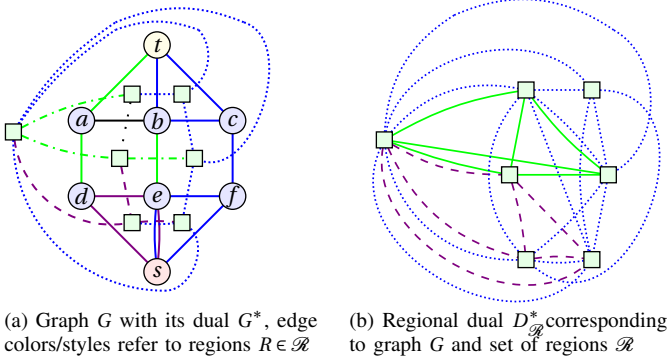 t
a b c
d e f
s
(a) Graph G with its dual G*, edge
colors/styles refer to regions R ∈ ℛ
(b) Regional dual D*ℛ corresponding
to graph G and set of regions ℛ